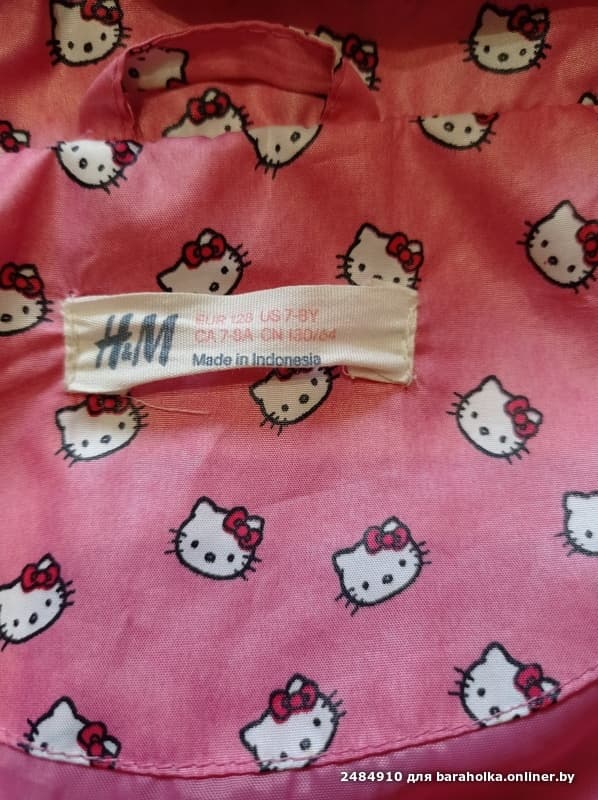 H&M
EUR 128 US 7-8Y
CA 7-8A CN 130/64
Made in Indonesia
2484910 для baraholka.onliner.by